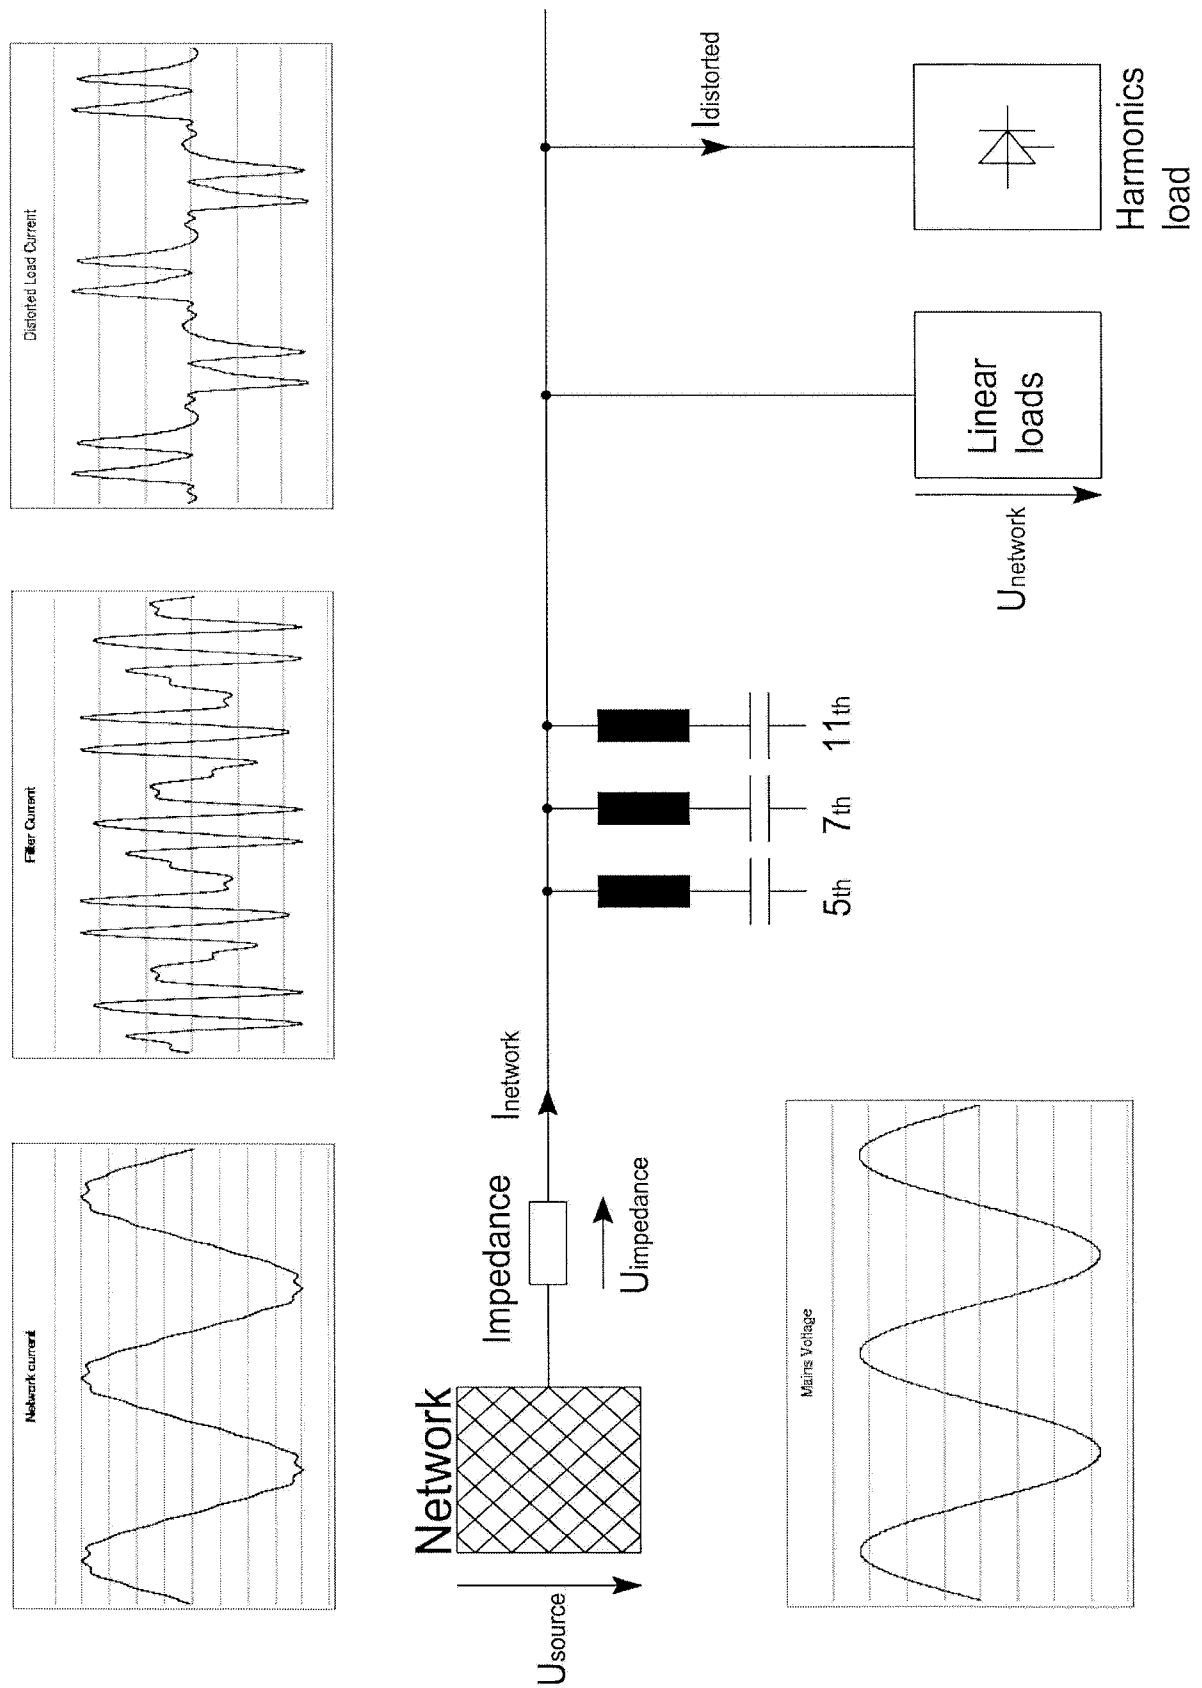 Network current
Filter Current
Distorted Load Current
Network
Impedance
Inetwork
Usource
Uimpedance
5th
7th
11th
Idistorted
Unetwork
Linear
loads
Harmonics
load
Mains Voltage